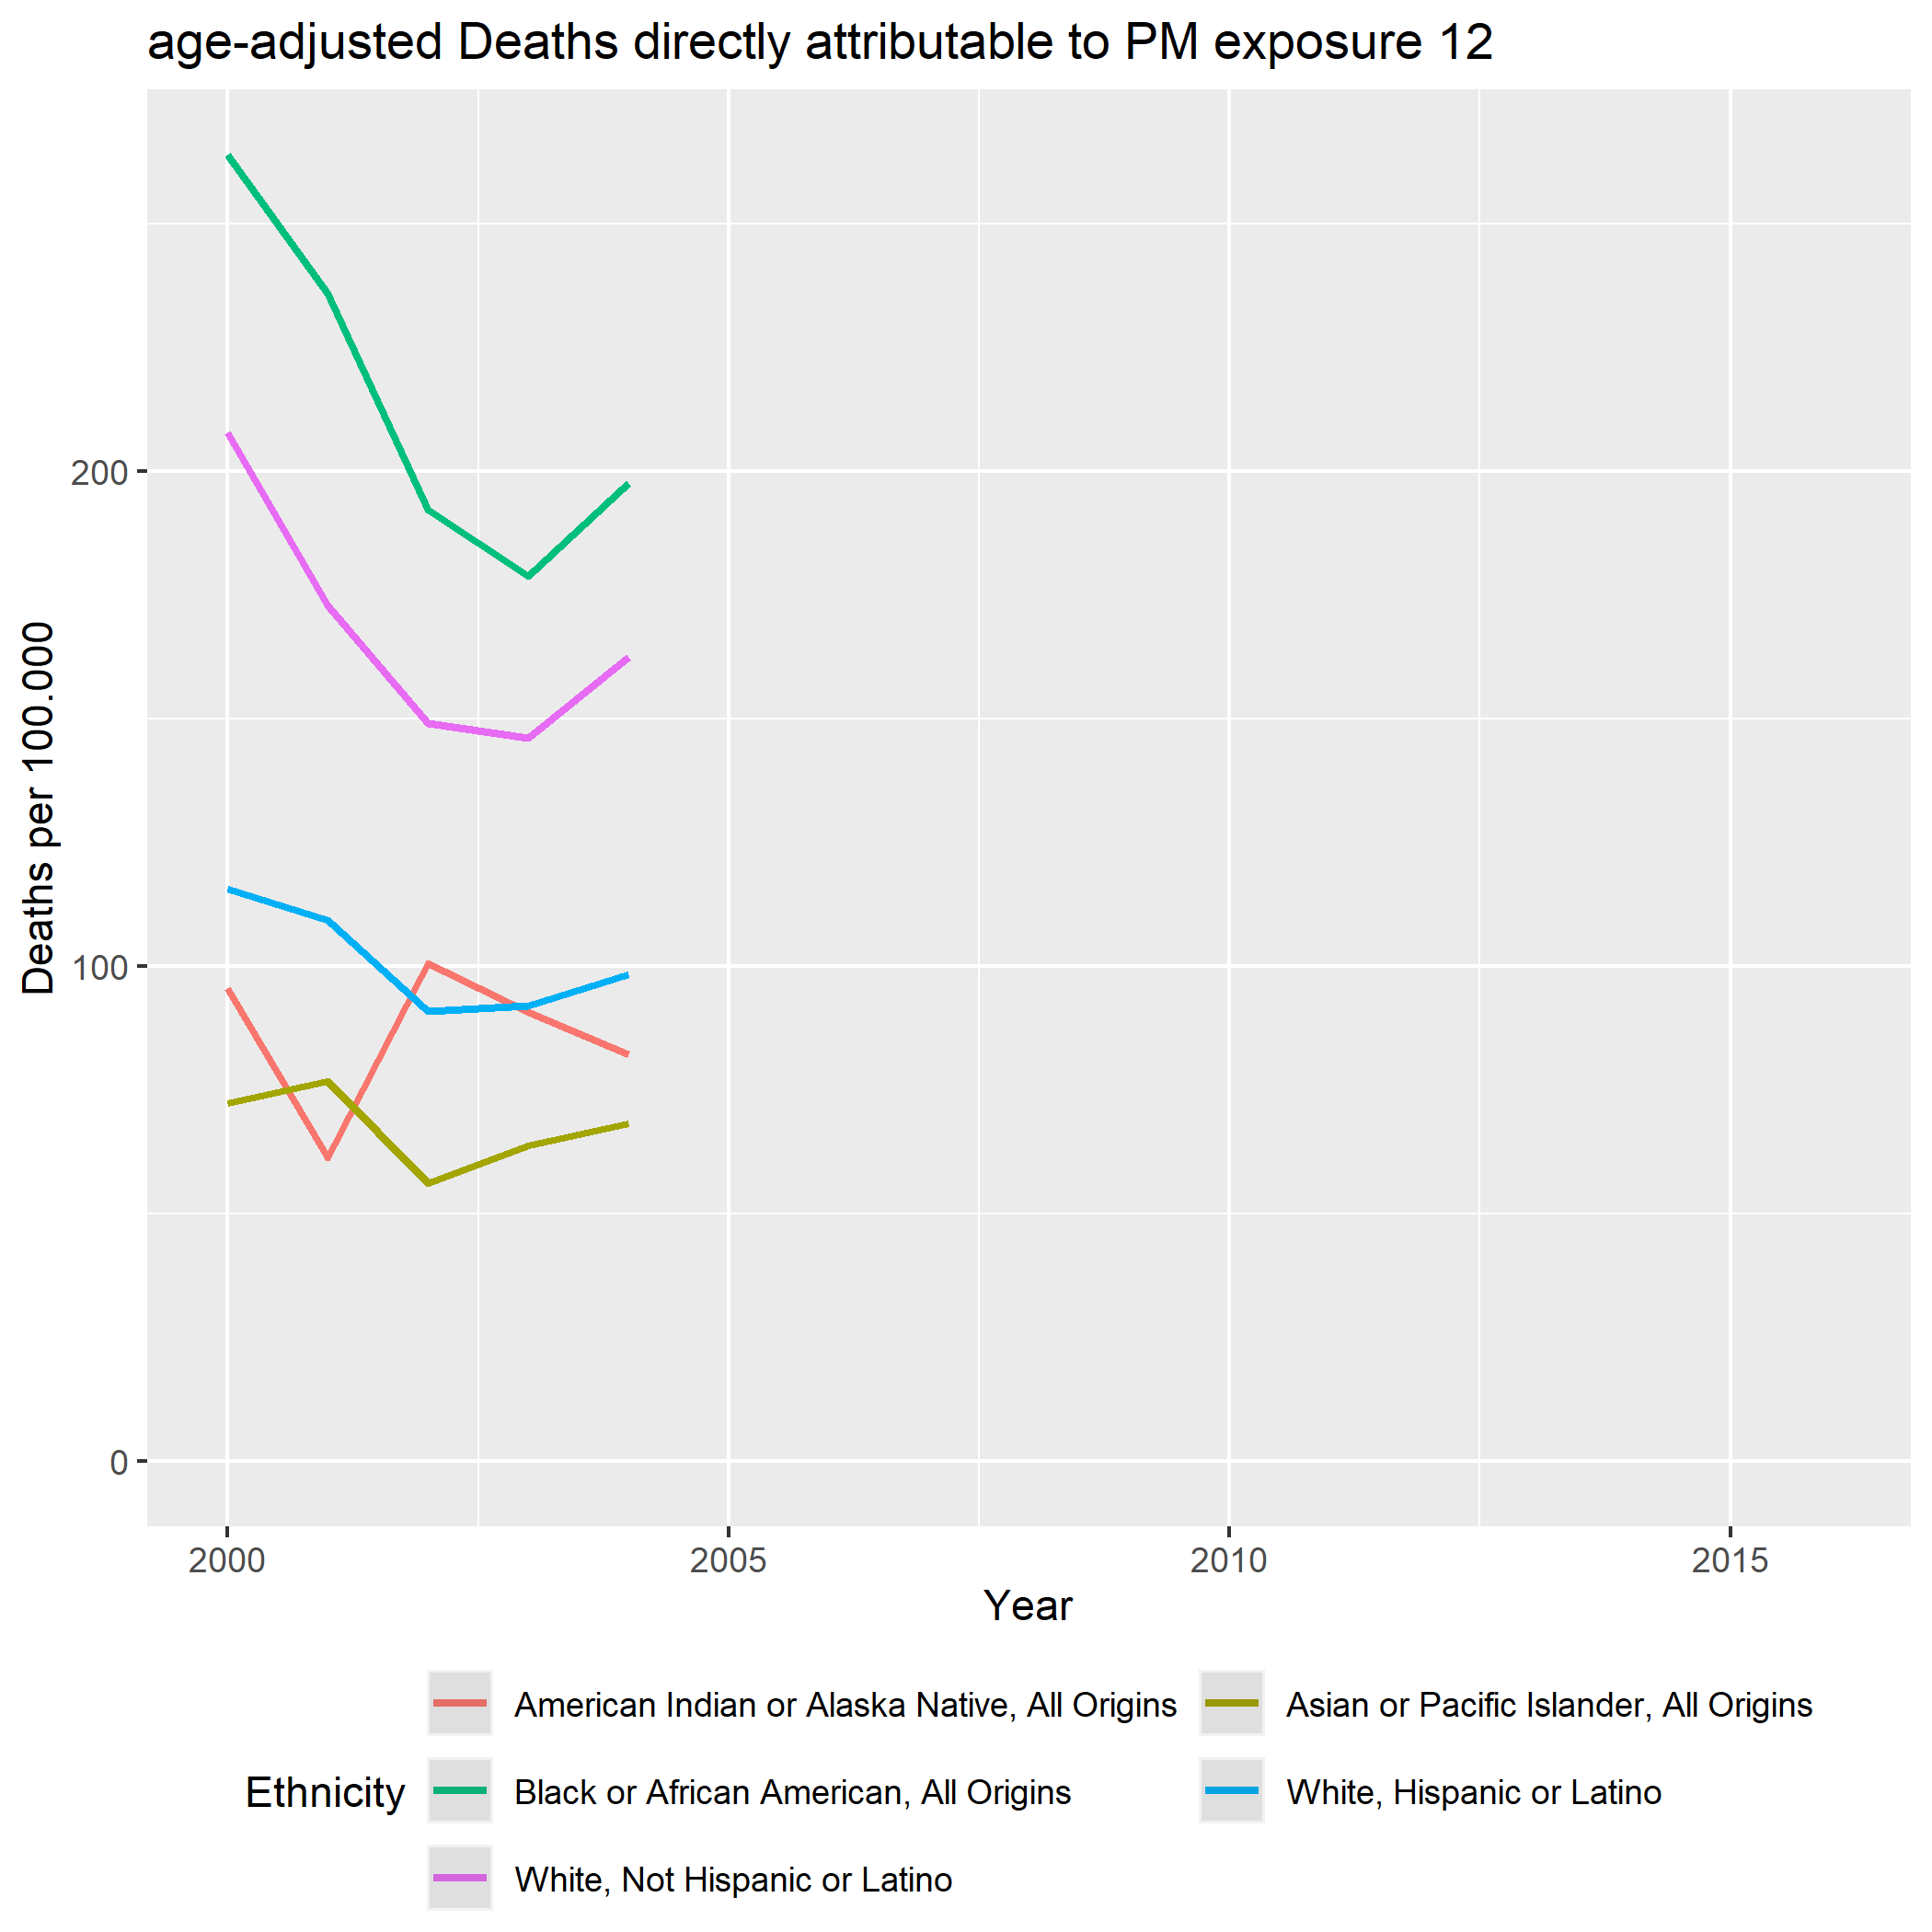 age-adjusted Deaths directly attributable to PM exposure 12
Deaths per 100.000
200
100
0
2000 2005 2010 2015
Year
Ethnicity
American Indian or Alaska Native, All Origins
Asian or Pacific Islander, All Origins
Black or African American, All Origins
White, Hispanic or Latino
White, Not Hispanic or Latino